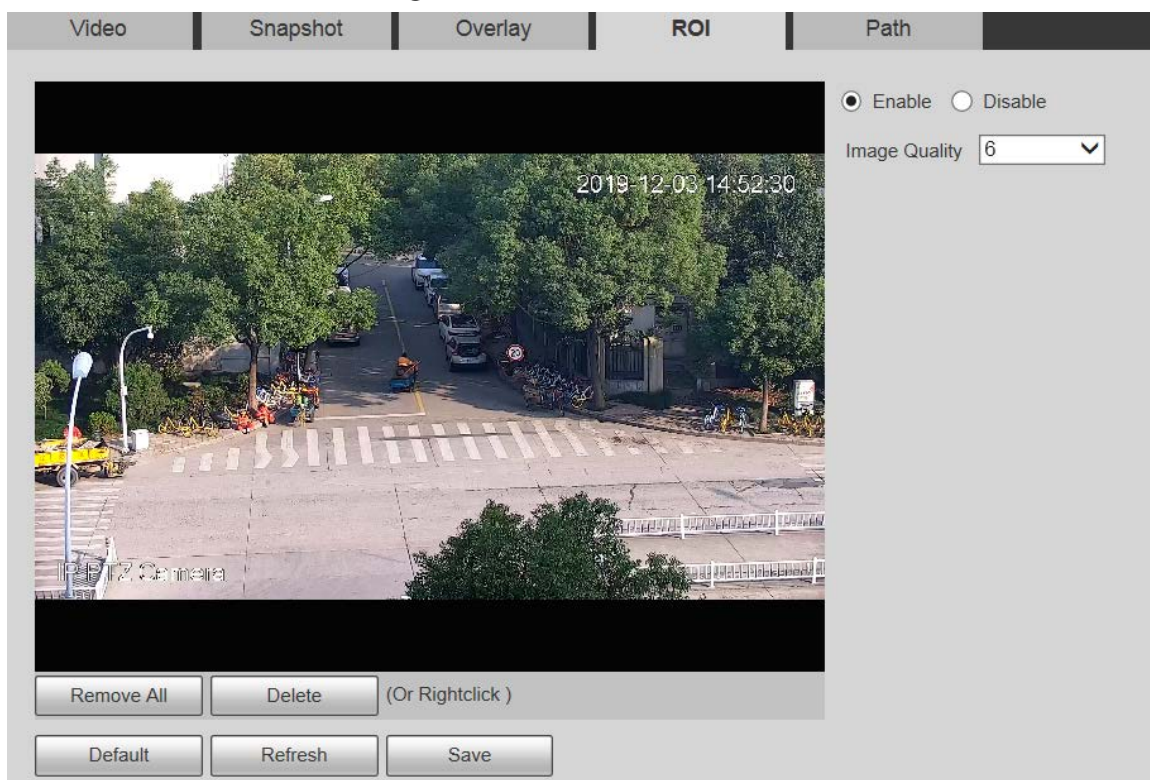 Video Snapshot Overlay ROI Path
Enable Disable
Image Quality 6
2019-12-03 14:52:30
20
IP PTZ Camera
Remove All Delete (Or Rightclick )
Default Refresh Save